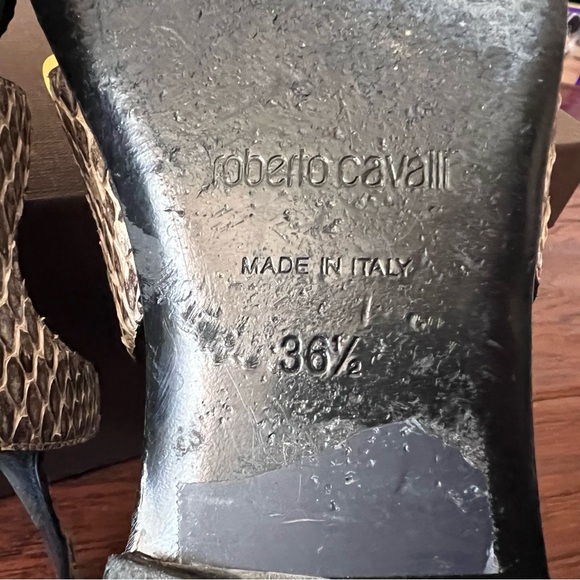 roberto cavalli
MADE IN ITALY
36½